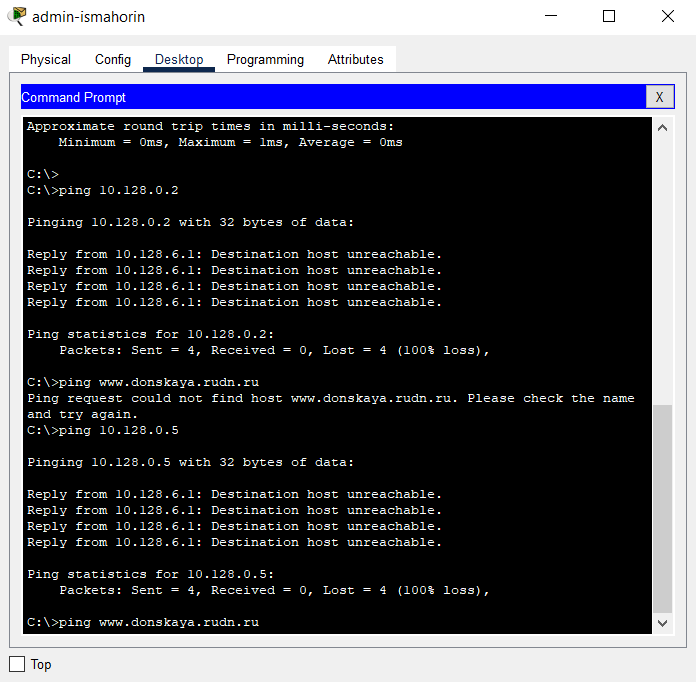 admin-ismahorin
Physical Config Desktop Programming Attributes
Command Prompt X
Approximate round trip times in milli-seconds:
    Minimum = 0ms, Maximum = 1ms, Average = 0ms
C:\>
C:\>ping 10.128.0.2
Pinging 10.128.0.2 with 32 bytes of data:
Reply from 10.128.6.1: Destination host unreachable.
Reply from 10.128.6.1: Destination host unreachable.
Reply from 10.128.6.1: Destination host unreachable.
Reply from 10.128.6.1: Destination host unreachable.
Ping statistics for 10.128.0.2:
    Packets: Sent = 4, Received = 0, Lost = 4 (100% loss),
C:\>ping www.donskaya.rudn.ru
Ping request could not find host www.donskaya.rudn.ru. Please check the name
and try again.
C:\>ping 10.128.0.5
Pinging 10.128.0.5 with 32 bytes of data:
Reply from 10.128.6.1: Destination host unreachable.
Reply from 10.128.6.1: Destination host unreachable.
Reply from 10.128.6.1: Destination host unreachable.
Reply from 10.128.6.1: Destination host unreachable.
Ping statistics for 10.128.0.5:
    Packets: Sent = 4, Received = 0, Lost = 4 (100% loss),
C:\>ping www.donskaya.rudn.ru
Top